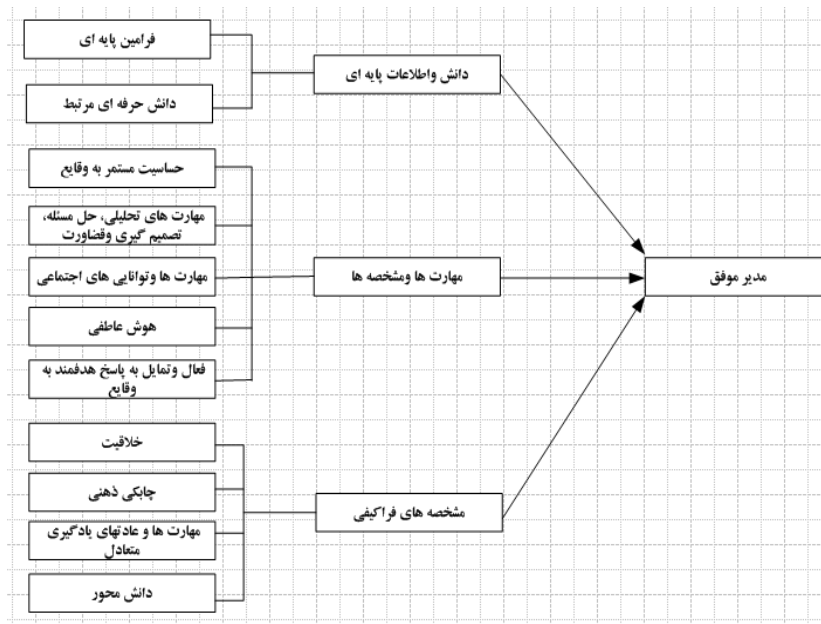 فرامین پایه ای
دانش واطلاعات پایه ای
دانش حرفه ای مرتبط
حساسیت مستمر به وقایع
مهارت های تحلیلی، حل مسئله،
تصمیم گیری وقضاورت
مهارت ها وتوانایی های اجتماعی
مهارت ها ومشخصه ها
مدیر موفق
هوش عاطفی
فعال وتمایل به پاسخ هدفمند به
وقایع
خلاقیت
چابکی ذهنی
مشخصه های فراکیفی
مهارت ها و عادتهای یادگیری
متعادل
دانش محور